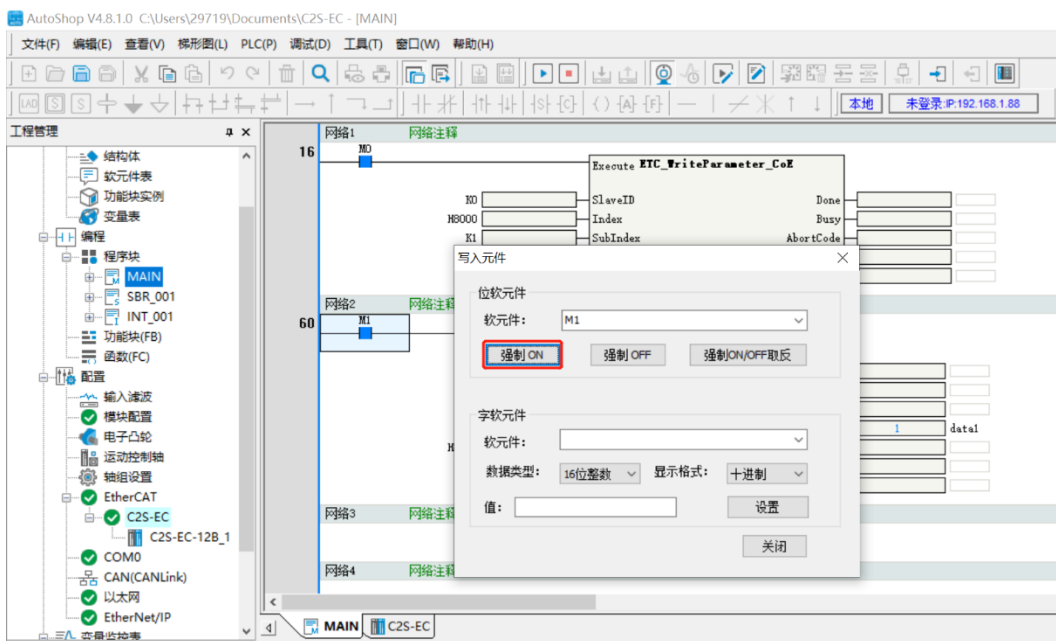 AutoShop V4.8.1.0 C:\Users\29719\Documents\C2S-EC - [MAIN]
文件(F) 编辑(E) 查看(V) 梯形图(L) PLC(P) 调试(D) 工具(T) 窗口(W) 帮助(H)
LAD S S
S C A F 本地 未登录:IP:192.168.1.88
工程管理
结构体
软元件表
功能块实例
变量表
编程
程序块
MAIN
SBR_001
INT_001
功能块(FB)
函数(FC)
配置
输入滤波
模块配置
电子凸轮
运动控制轴
轴组设置
EtherCAT
C2S-EC
C2S-EC-12B_1
COM0
CAN(CANLink)
以太网
EtherNet/IP
变量监控表
网络1 网络注释
16 M0
Execute ETC_WriteParameter_CoE
K0 SlaveID Done
H8000 Index Busy
K1 SubIndex AbortCode
网络2 网络注释
60 M1
H
1 data1
网络3 网络注释
网络4 网络注释
写入元件
位软元件
软元件: M1
强制 ON 强制 OFF 强制ON/OFF取反
字软元件
软元件:
数据类型: 16位整数 显示格式: 十进制
值: 设置
关闭
MAIN C2S-EC